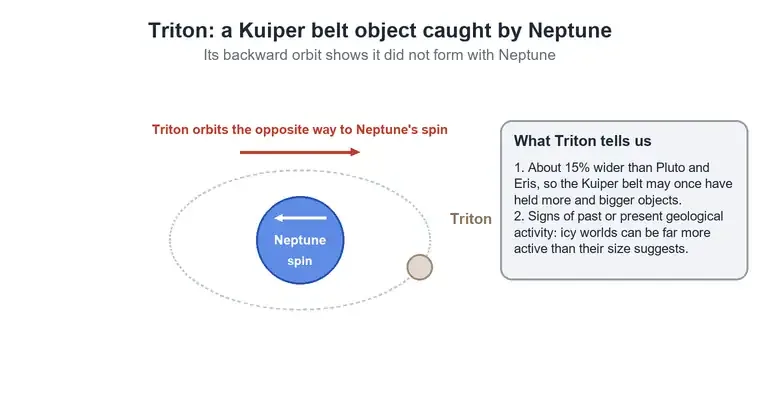 Triton: a Kuiper belt object caught by Neptune
Its backward orbit shows it did not form with Neptune
Triton orbits the opposite way to Neptune's spin
Neptune
spin
Triton
What Triton tells us
1. About 15% wider than Pluto and
Eris, so the Kuiper belt may once have
held more and bigger objects.
2. Signs of past or present geological
activity: icy worlds can be far more
active than their size suggests.